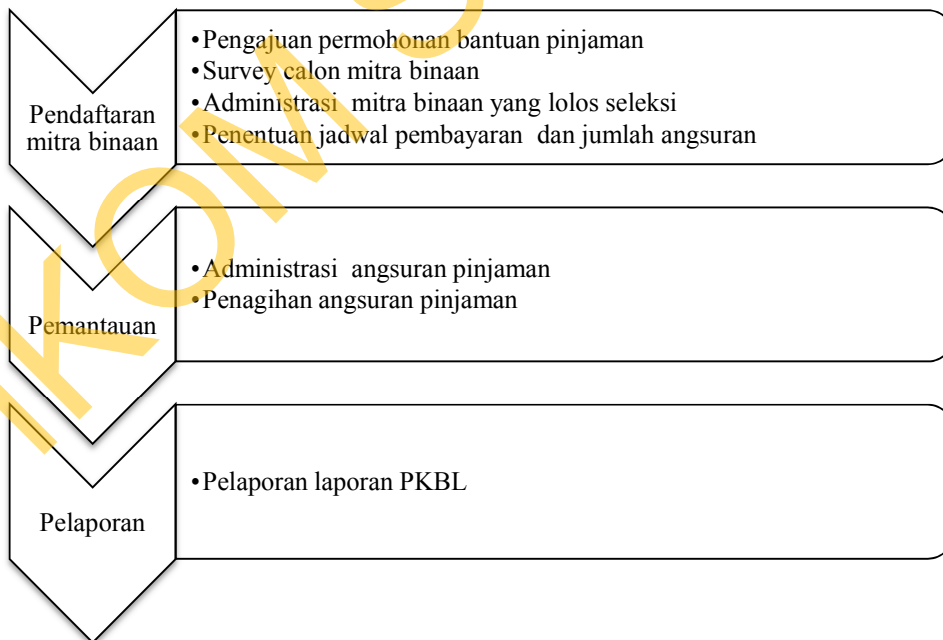 Pendaftaran
mitra binaan
•Pengajuan permohonan bantuan pinjaman
•Survey calon mitra binaan
•Administrasi mitra binaan yang lolos seleksi
•Penentuan jadwal pembayaran dan jumlah angsuran
Pemantauan
•Administrasi angsuran pinjaman
•Penagihan angsuran pinjaman
Pelaporan
•Pelaporan laporan PKBL
IKOM S